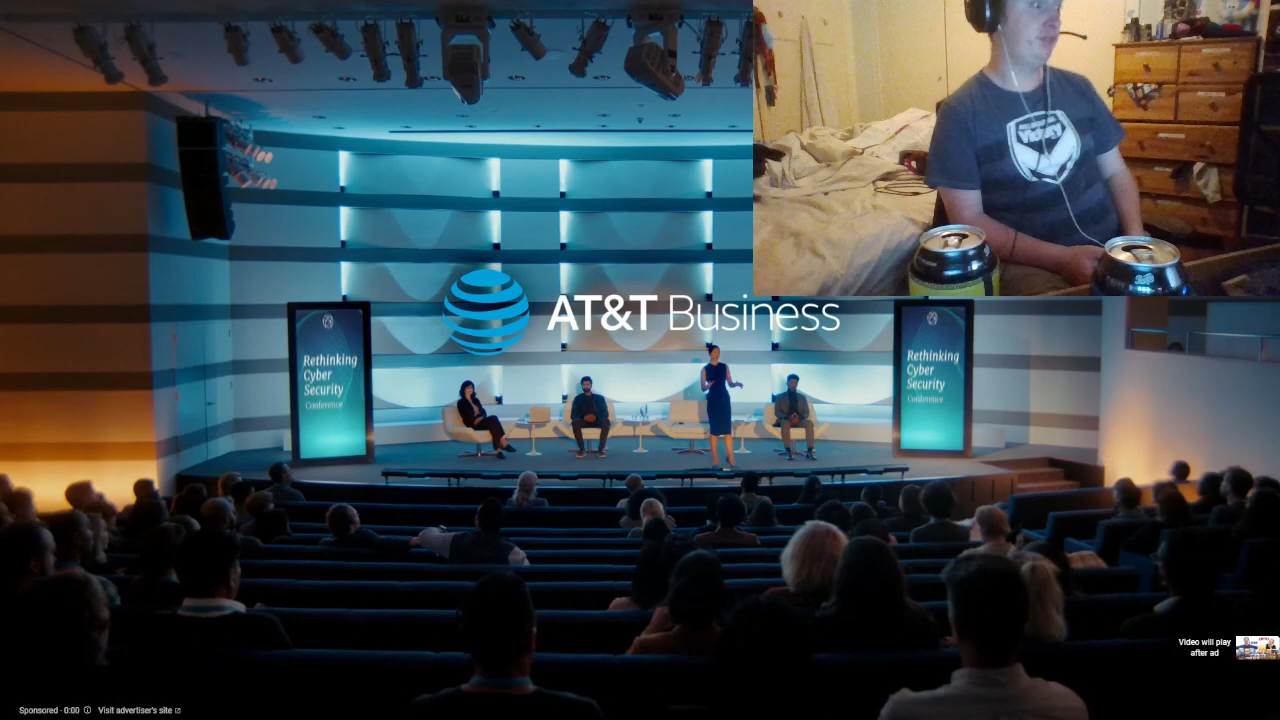 AT&T Business
Rethinking
Cyber
Security
Conference
Rethinking
Cyber
Security
Conference
Victory
Video will play
after ad
Sponsored · 0:00
Visit advertiser's site